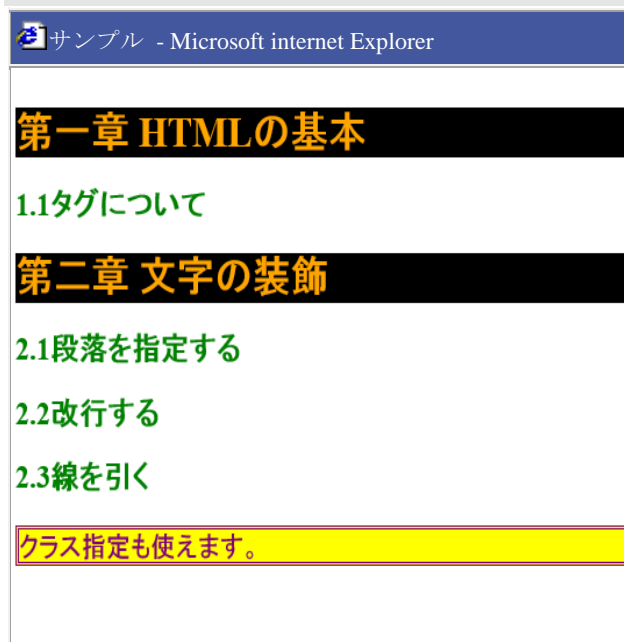 サンプル - Microsoft internet Explorer
第一章 HTMLの基本
1.1タグについて
第二章 文字の装飾
2.1段落を指定する
2.2改行する
2.3線を引く
クラス指定も使えます。